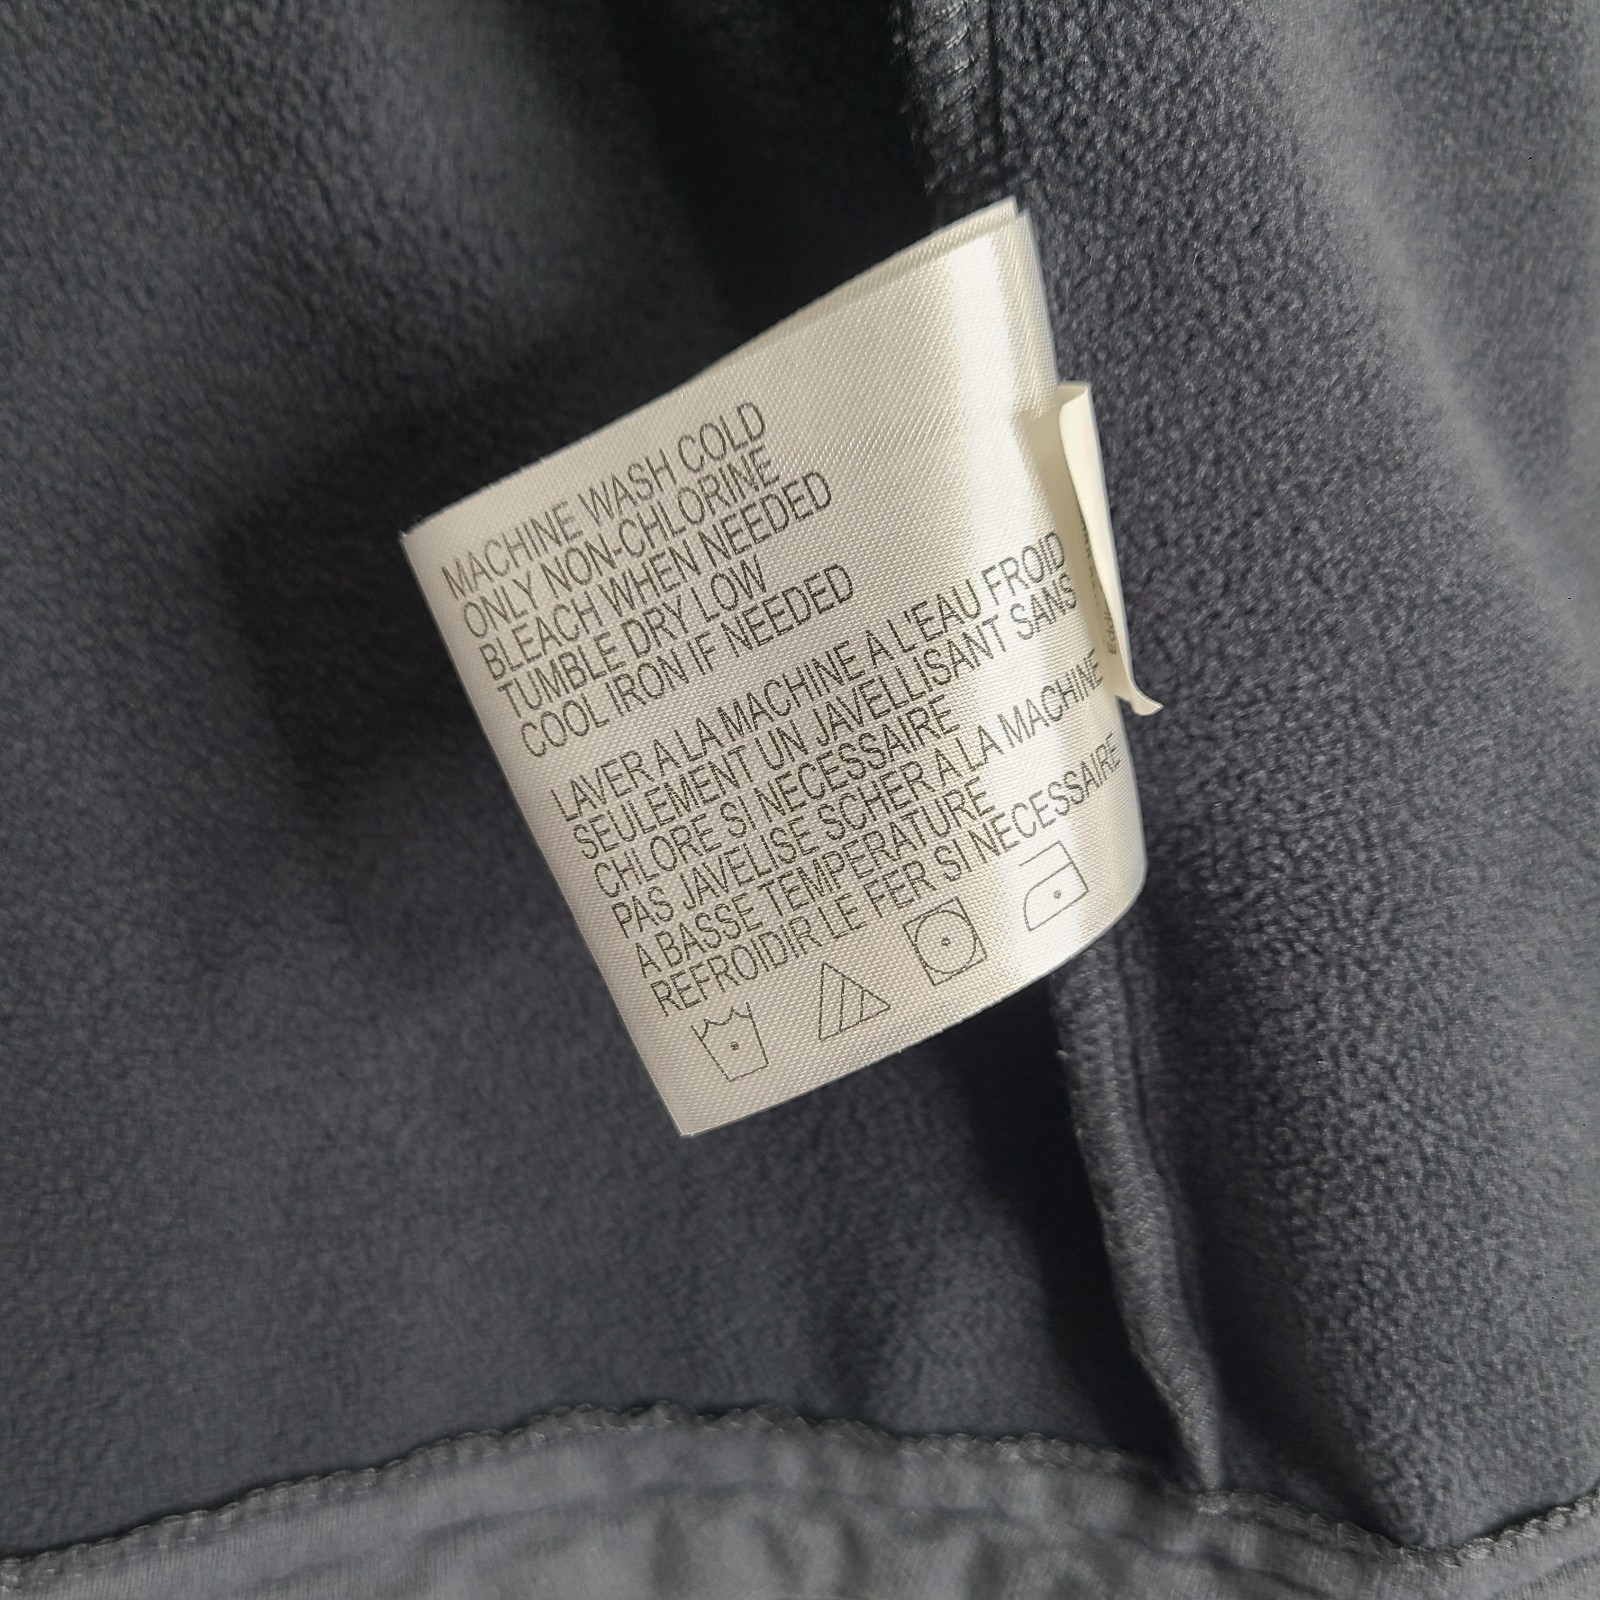 MACHINE WASH COLD
ONLY NON-CHLORINE
BLEACH WHEN NEEDED
TUMBLE DRY LOW
COOL IRON IF NEEDED
LAVER A LA MACHINE A L'EAU FROID
SEULEMENT UN JAVELLISANT SANS
CHLORE SI NECESSAIRE
PAS JAVELISE SCHER A LA MACHINE
A BASSE TEMPERATURE
REFROIDIR LE FER SI NECESSAIRE